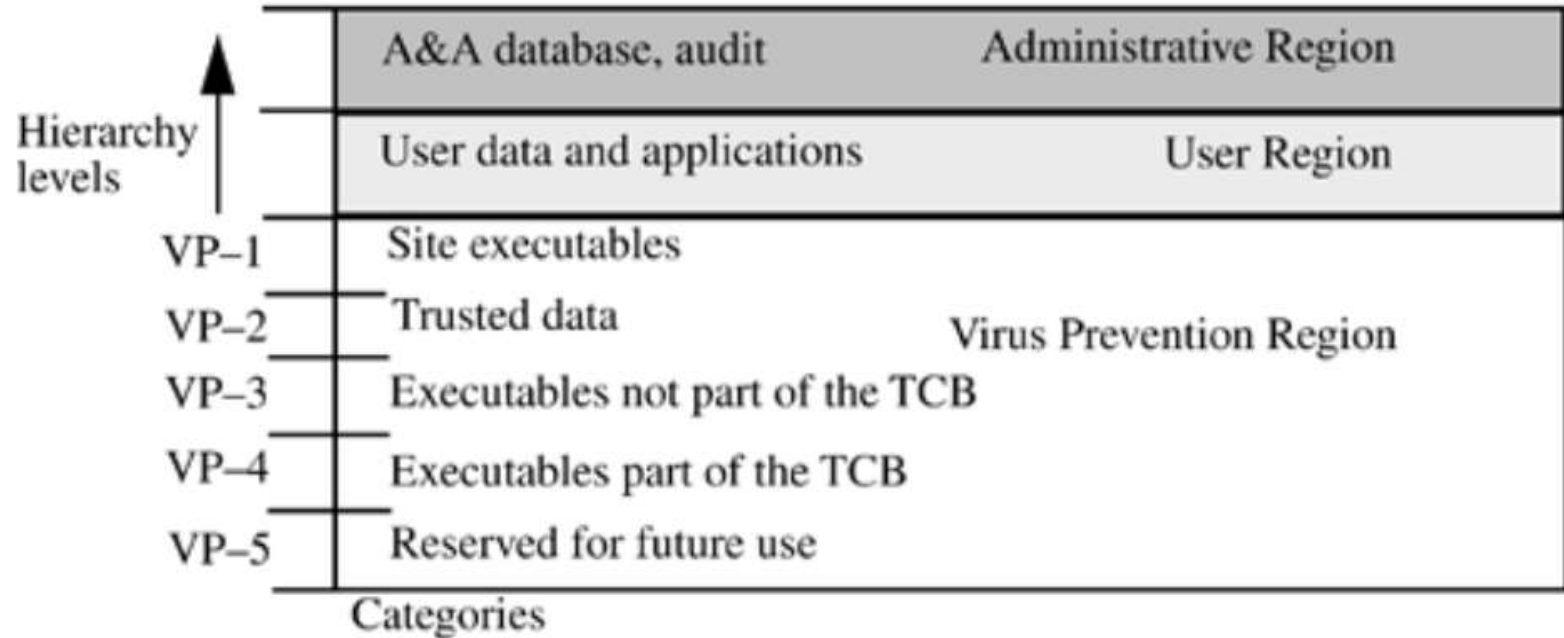 A&A database, audit Administrative Region
Hierarchy
levels
User data and applications User Region
VP–1 Site executables
VP–2 Trusted data
Virus Prevention Region
VP–3 Executables not part of the TCB
VP–4 Executables part of the TCB
VP–5 Reserved for future use
Categories